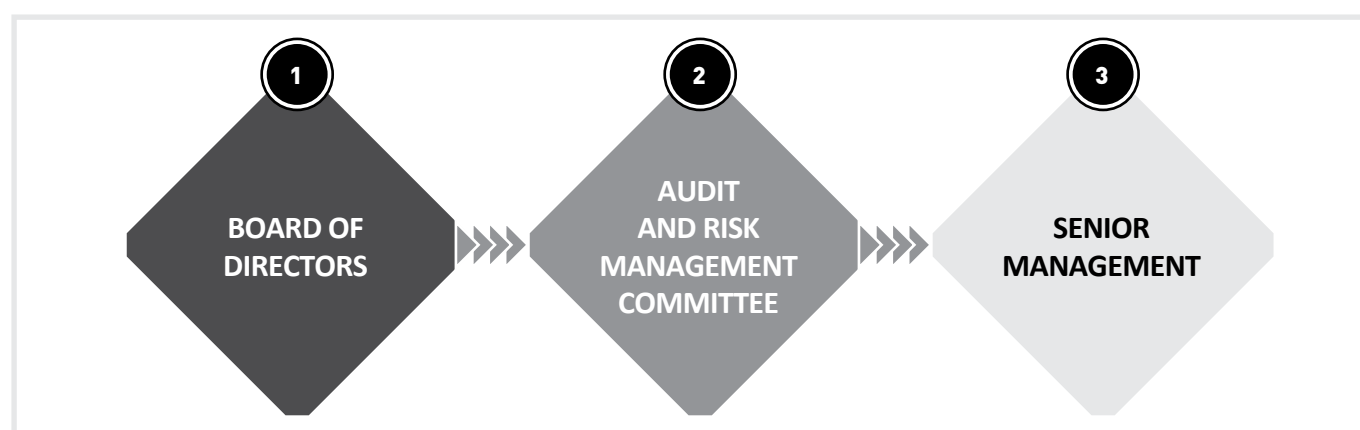 1
BOARD OF
DIRECTORS
2
AUDIT
AND RISK
MANAGEMENT
COMMITTEE
3
SENIOR
MANAGEMENT